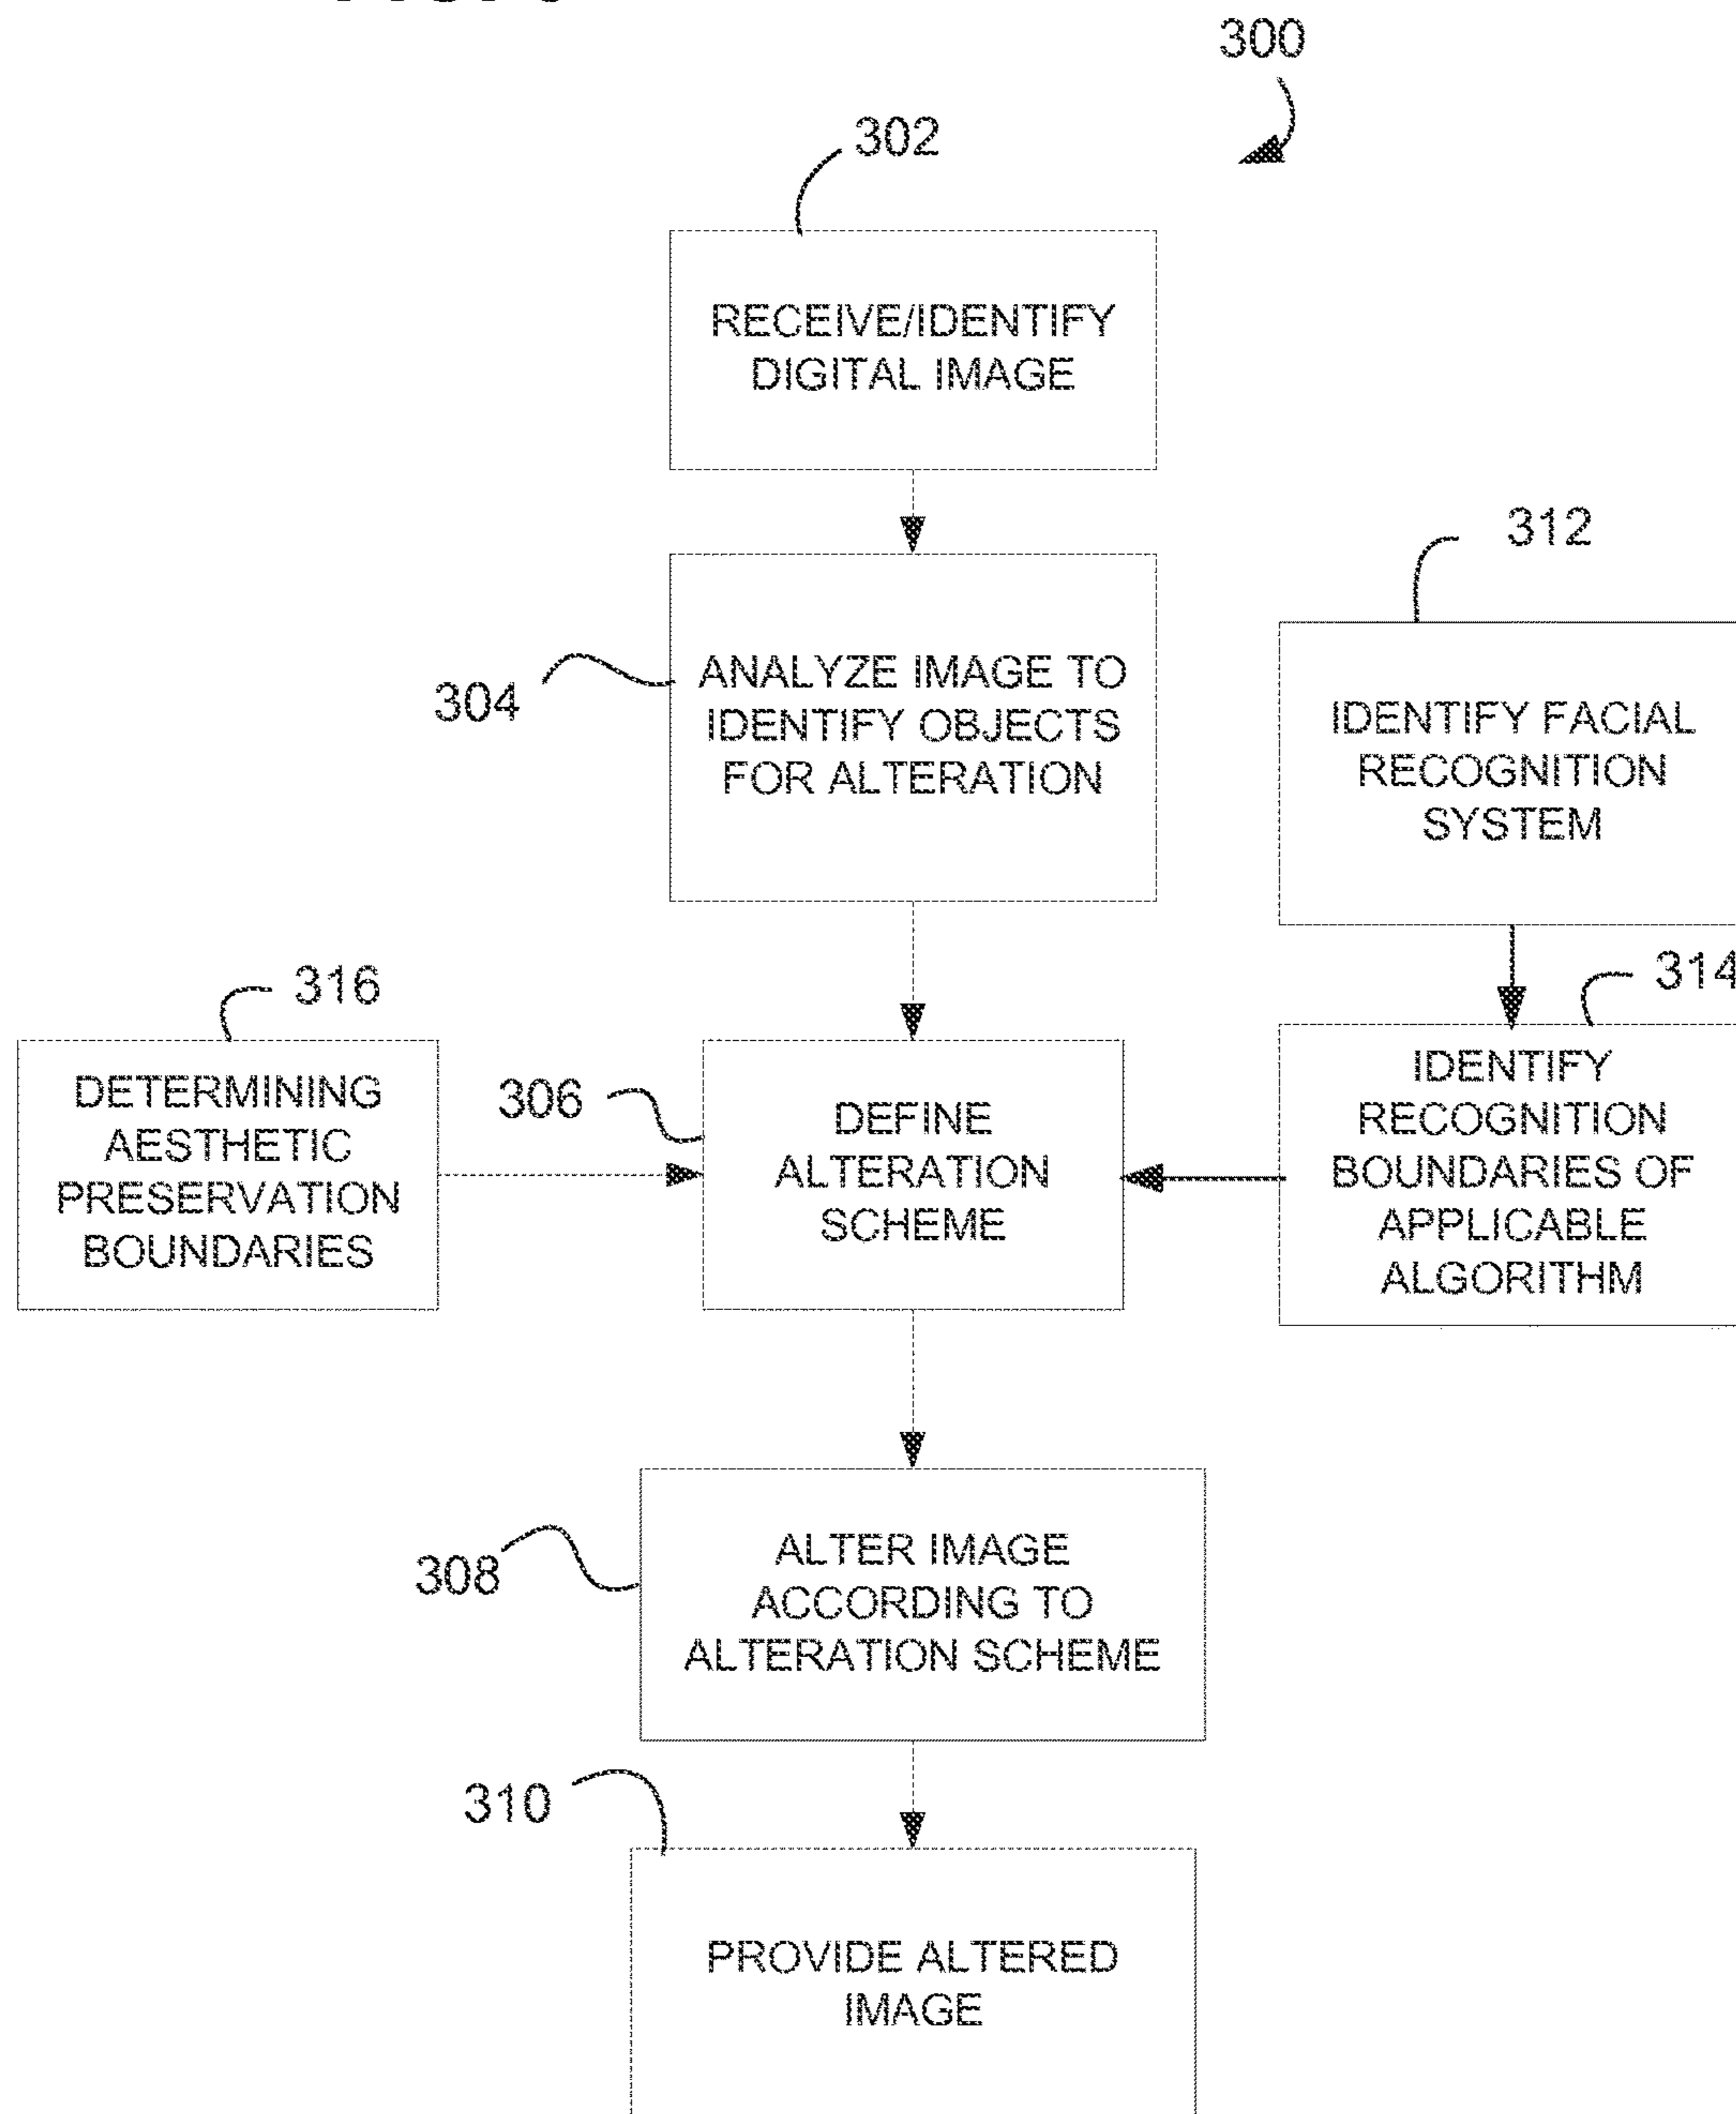 300
302
RECEIVE/IDENTIFY
DIGITAL IMAGE
304
ANALYZE IMAGE TO
IDENTIFY OBJECTS
FOR ALTERATION
312
IDENTIFY FACIAL
RECOGNITION
SYSTEM
316
DETERMINING
AESTHETIC
PRESERVATION
BOUNDARIES
306
DEFINE
ALTERATION
SCHEME
314
IDENTIFY
RECOGNITION
BOUNDARIES OF
APPLICABLE
ALGORITHM
308
ALTER IMAGE
ACCORDING TO
ALTERATION SCHEME
310
PROVIDE ALTERED
IMAGE